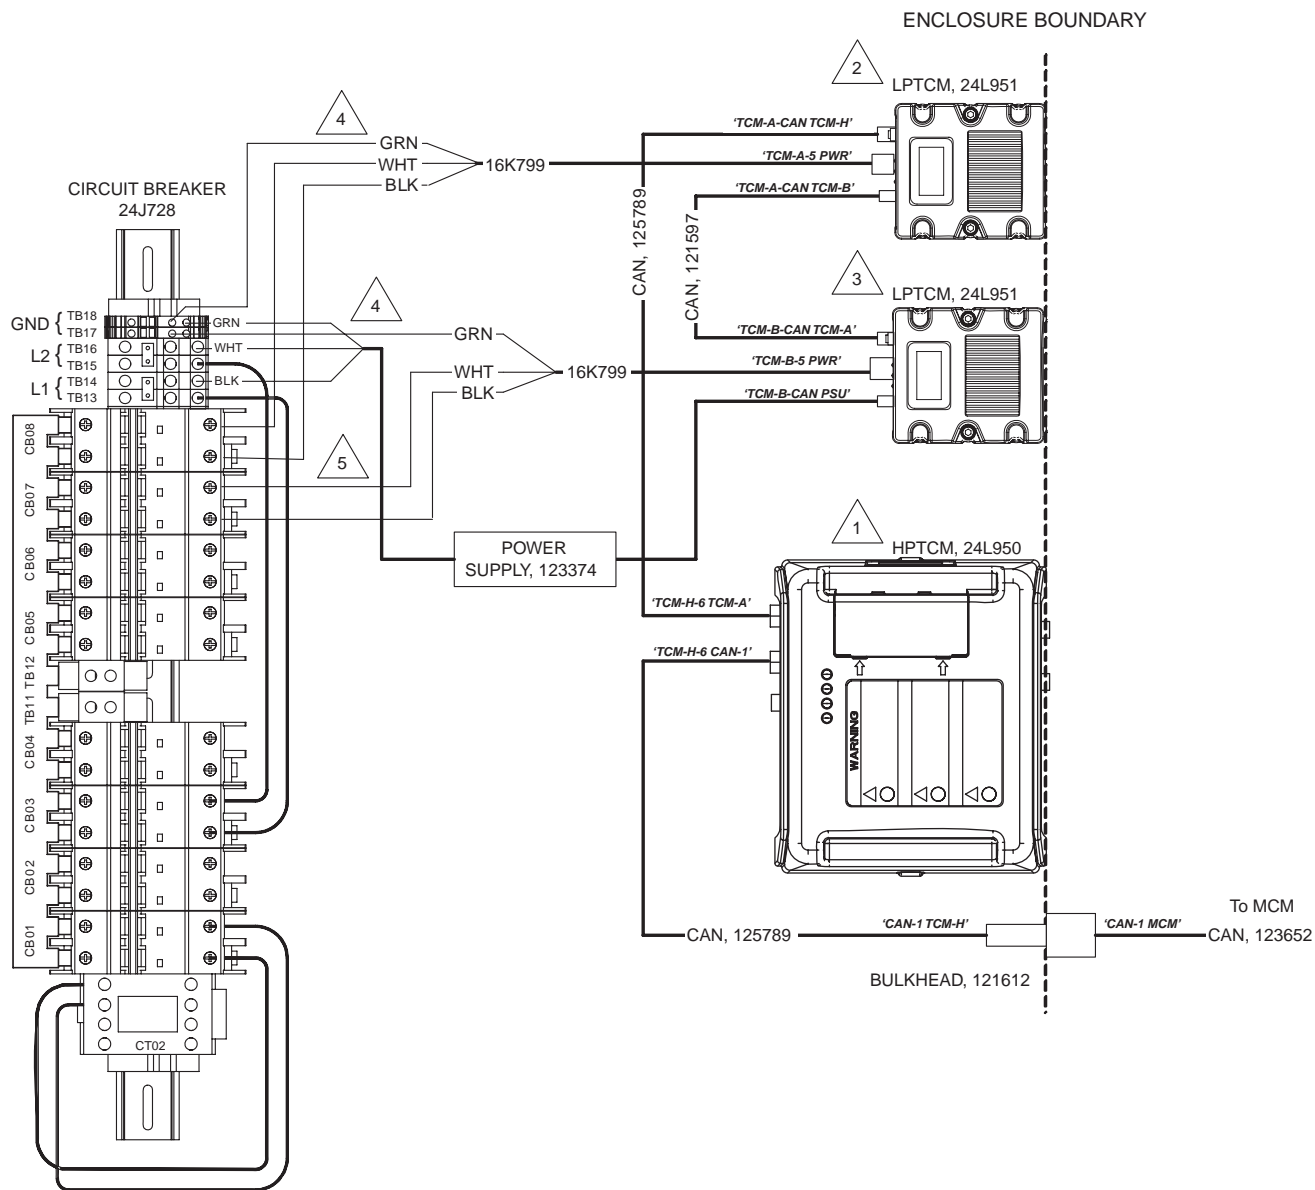 ENCLOSURE BOUNDARY
2
LPTCM, 24L951
'TCM-A-CAN TCM-H'
4
GRN
WHT
16K799
'TCM-A-5 PWR'
BLK
'TCM-A-CAN TCM-B'
CIRCUIT BREAKER
24J728
CAN, 125789
CAN, 121597
3
LPTCM, 24L951
4
GND { TB18
TB17
GRN
GRN
'TCM-B-CAN TCM-A'
L2 { TB16
TB15
WHT
'TCM-B-5 PWR'
WHT
16K799
L1 { TB14
TB13
BLK
BLK
'TCM-B-CAN PSU'
CB08
5
CB07
1
HPTCM, 24L950
POWER
SUPPLY, 123374
CB06
'TCM-H-6 TCM-A'
CB05
'TCM-H-6 CAN-1'
TB12
TB11
WARNING
CB04
CB03
CB02
CB01
To MCM
'CAN-1 TCM-H'
'CAN-1 MCM'
CAN, 125789
CAN, 123652
BULKHEAD, 121612
CT02